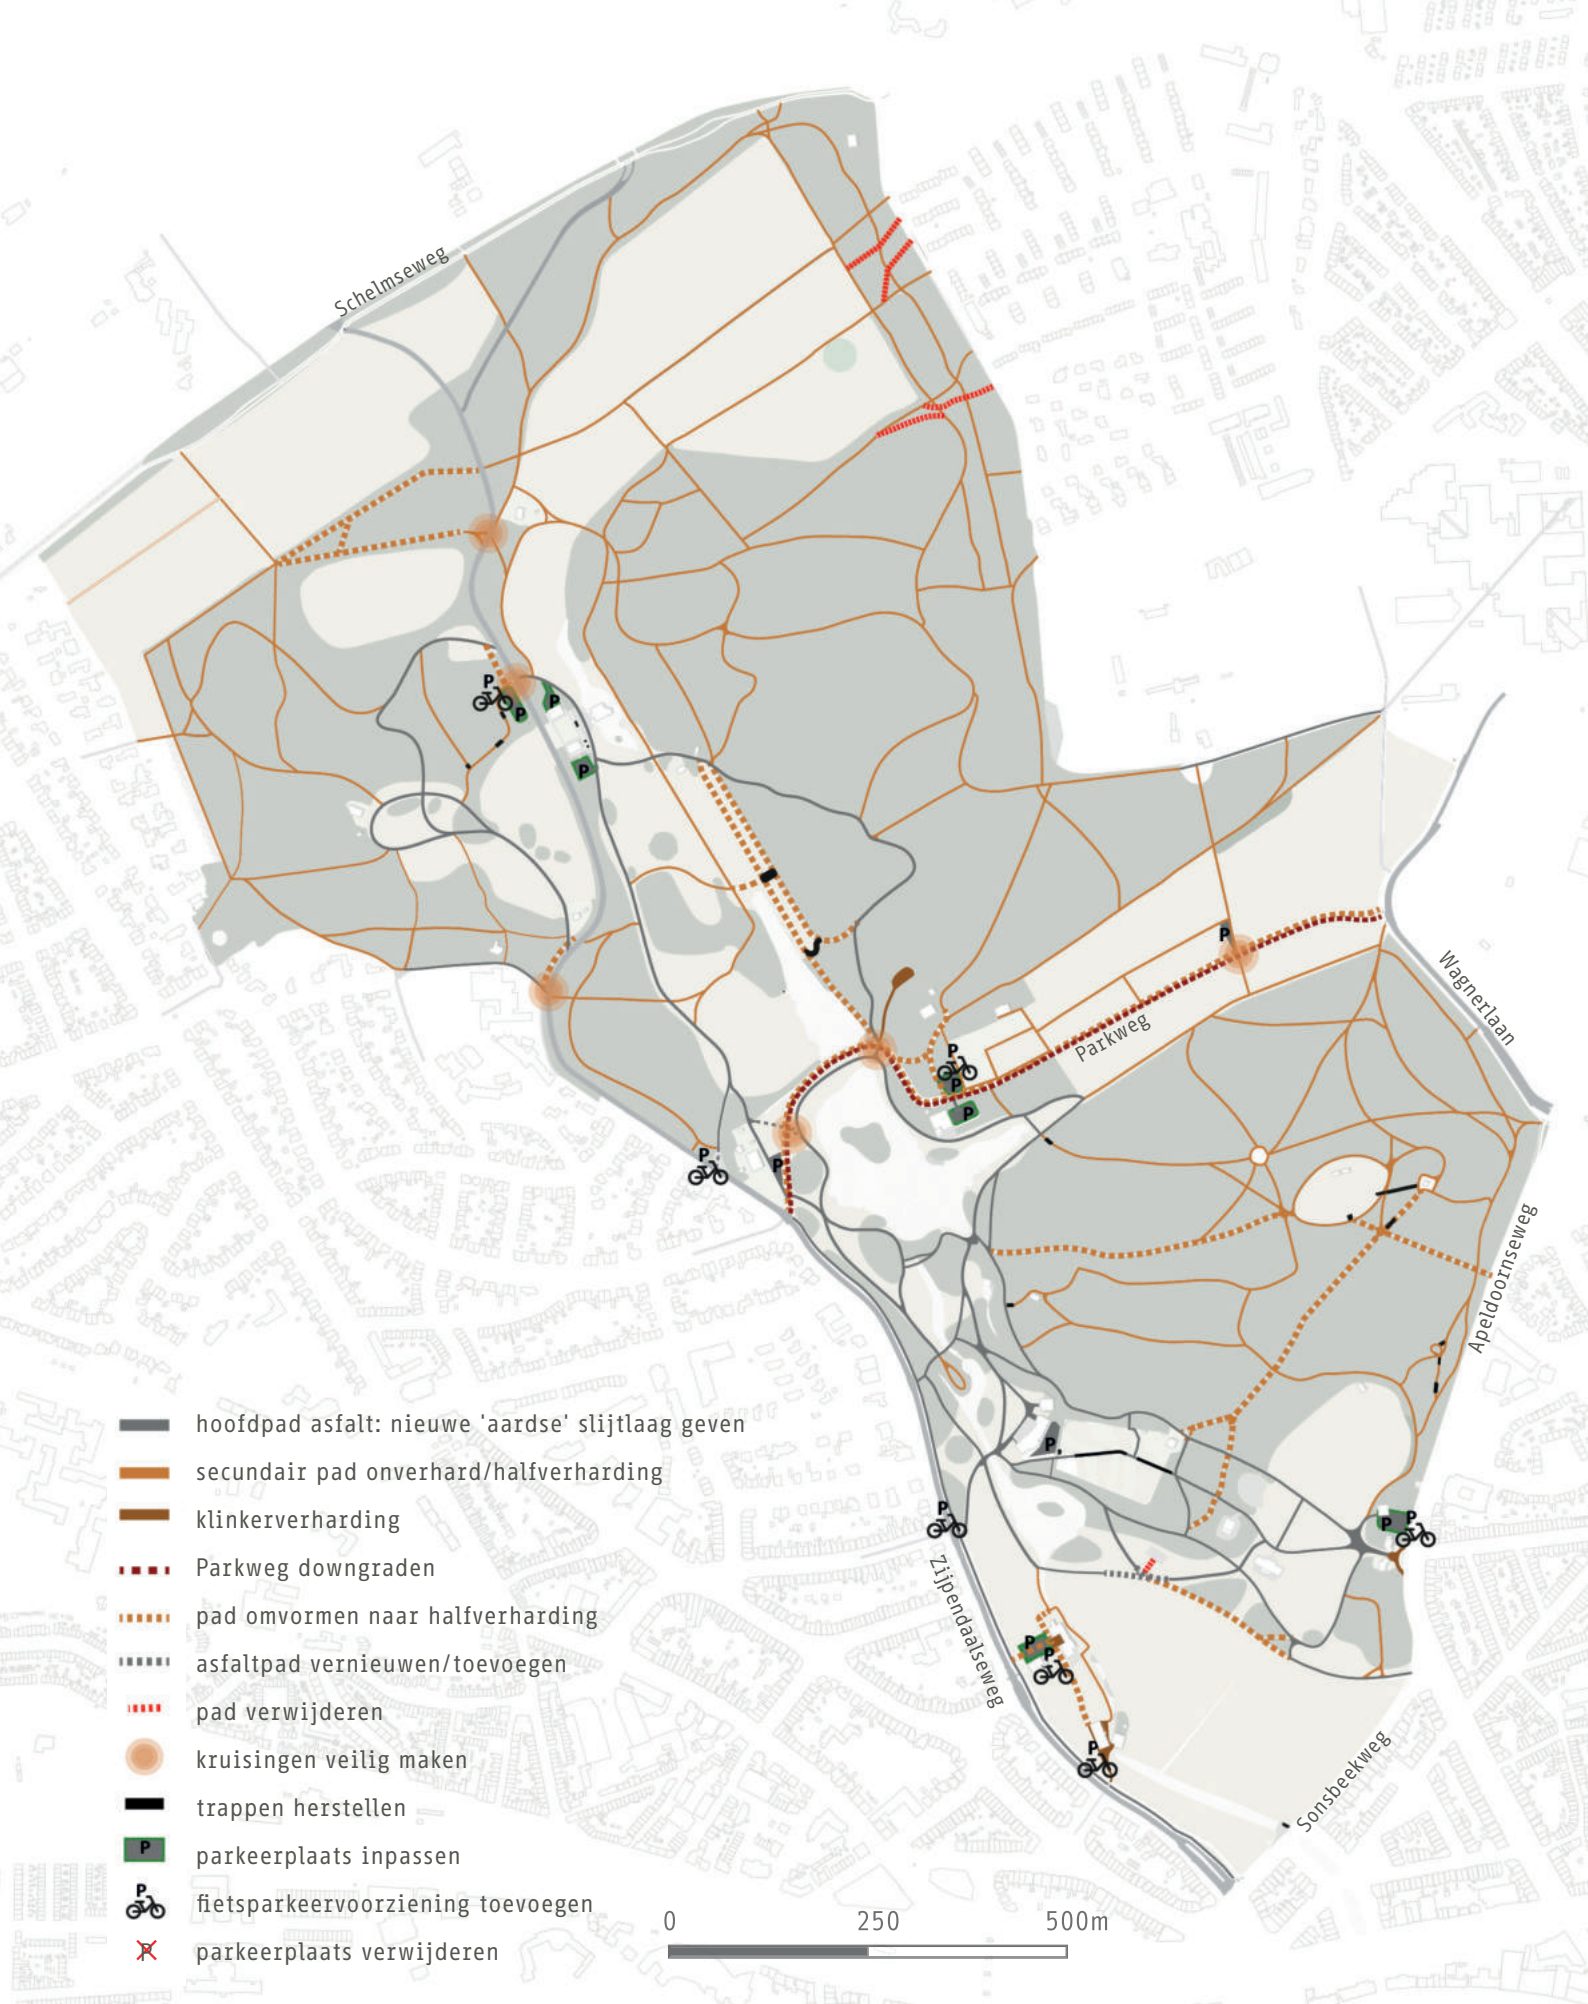 Schelmseweg
P
P
P
P
P
Wagnerlaan
Parkweg
P
P
P
P
P
Apeldoornseweg
P
P
P
P
Zijpendaalseweg
P
P
P
Sonsbeekweg
hoofdpad asfalt: nieuwe 'aardse' slijtlaag geven
secundair pad onverhard/halfverharding
klinkerverharding
Parkweg downgraden
pad omvormen naar halfverharding
asfaltpad vernieuwen/toevoegen
pad verwijderen
kruisingen veilig maken
trappen herstellen
P parkeerplaats inpassen
P fietsparkeervoorziening toevoegen
P parkeerplaats verwijderen
0 250 500m